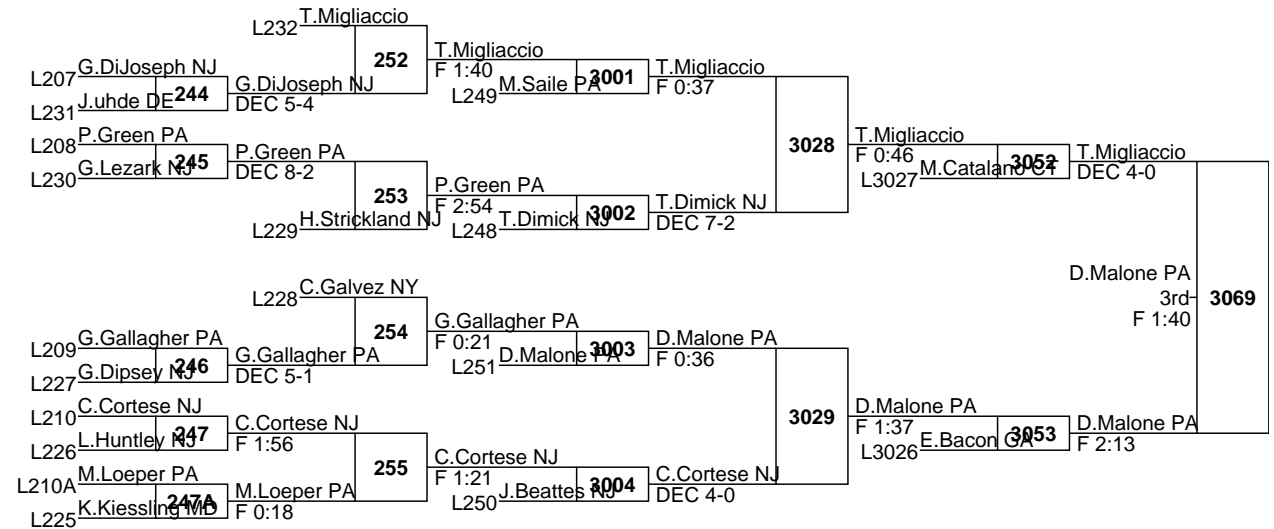 L232 T.Migliaccio
252
T.Migliaccio
F 1:40
L207 G.DiJoseph NJ
244
L231 J.uhde DE
G.DiJoseph NJ
DEC 5-4
L249 M.Saile PA
3001
T.Migliaccio
F 0:37
L208 P.Green PA
245
L230 G.Lezark NJ
P.Green PA
DEC 8-2
253
L229 H.Strickland NJ
P.Green PA
F 2:54
L248 T.Dimick NJ
3002
T.Dimick NJ
DEC 7-2
3028
T.Migliaccio
F 0:46
L3027 M.Catalano CT
3052
T.Migliaccio
DEC 4-0
L228 C.Galvez NY
254
G.Gallagher PA
F 0:21
L209 G.Gallagher PA
246
L227 G.Dipsey NJ
G.Gallagher PA
DEC 5-1
L251 D.Malone PA
3003
D.Malone PA
F 0:36
L210 C.Cortese NJ
247
L226 L.Huntley NJ
C.Cortese NJ
F 1:56
255
L210A M.Loeper PA
247A
L225 K.Kiessling MD
M.Loeper PA
F 0:18
C.Cortese NJ
F 1:21
L250 J.Beattes NJ
3004
C.Cortese NJ
DEC 4-0
3029
D.Malone PA
F 1:37
L3026 E.Bacon GA
3053
D.Malone PA
F 2:13
D.Malone PA
3rd
F 1:40
3069